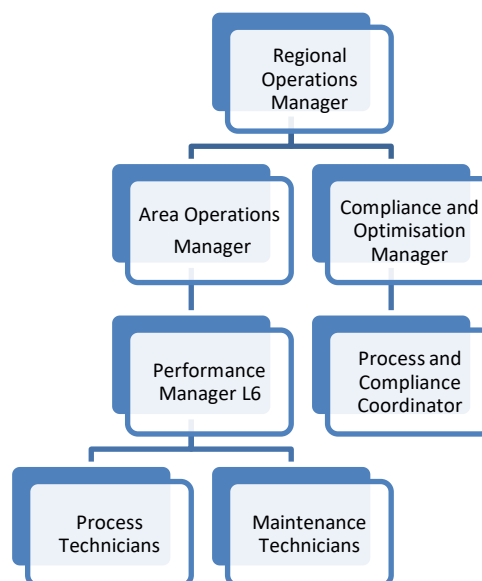 Regional
Operations
Manager
Area Operations
Manager
Compliance and
Optimisation
Manager
Performance
Manager L6
Process and
Compliance
Coordinator
Process
Technicians
Maintenance
Technicians